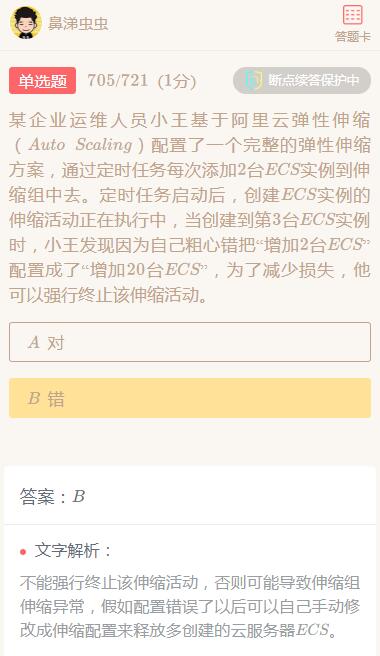 鼻涕虫虫
答题卡
单选题 705/721 (1分) 断点续答保护中
某企业运维人员小王基于阿里云弹性伸缩
（Auto Scaling）配置了一个完整的弹性伸缩
方案，通过定时任务每次添加2台ECS实例到伸
缩组中去。定时任务启动后，创建ECS实例的
伸缩活动正在执行中，当创建到第3台ECS实例
时，小王发现因为自己粗心错把“增加2台ECS”
配置成了“增加20台ECS”，为了减少损失，他
可以强行终止该伸缩活动。
A 对
B 错
答案：B
文字解析：
不能强行终止该伸缩活动，否则可能导致伸缩组
伸缩异常，假如配置错误了以后可以自己手动修
改成伸缩配置来释放多创建的云服务器ECS。